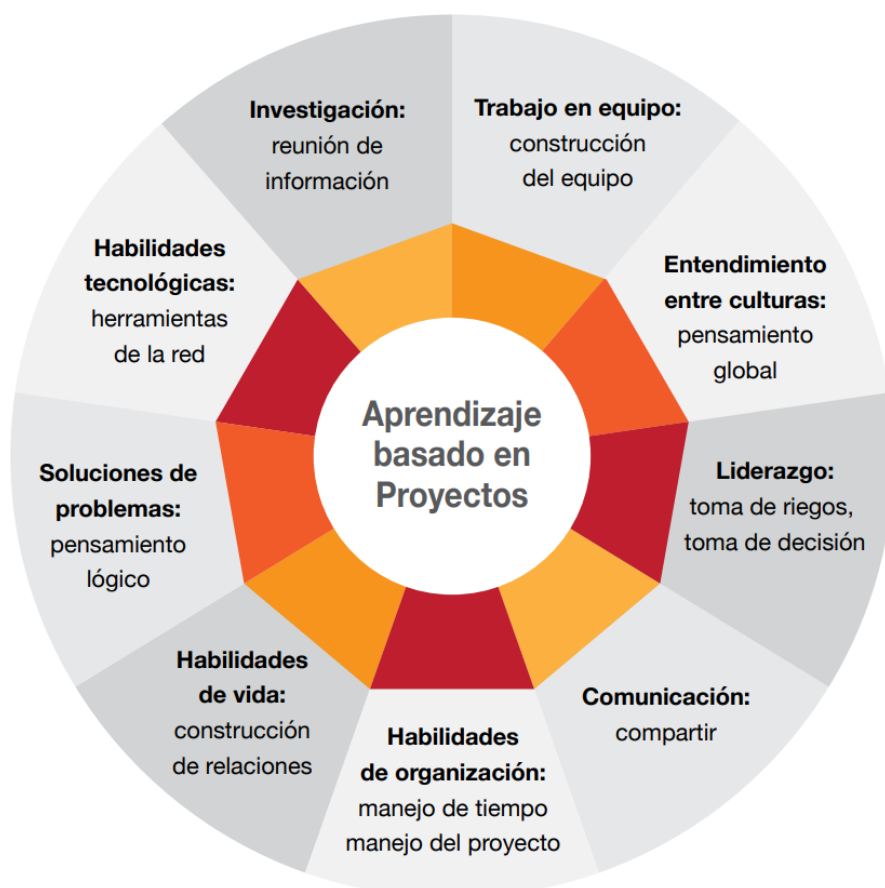 Aprendizaje
basado en
Proyectos
Trabajo en equipo:
construcción
del equipo
Entendimiento
entre culturas:
pensamiento
global
Liderazgo:
toma de riegos,
toma de decisión
Comunicación:
compartir
Habilidades
de organización:
manejo de tiempo
manejo del proyecto
Habilidades
de vida:
construcción
de relaciones
Soluciones de
problemas:
pensamiento
lógico
Habilidades
tecnológicas:
herramientas
de la red
Investigación:
reunión de
información